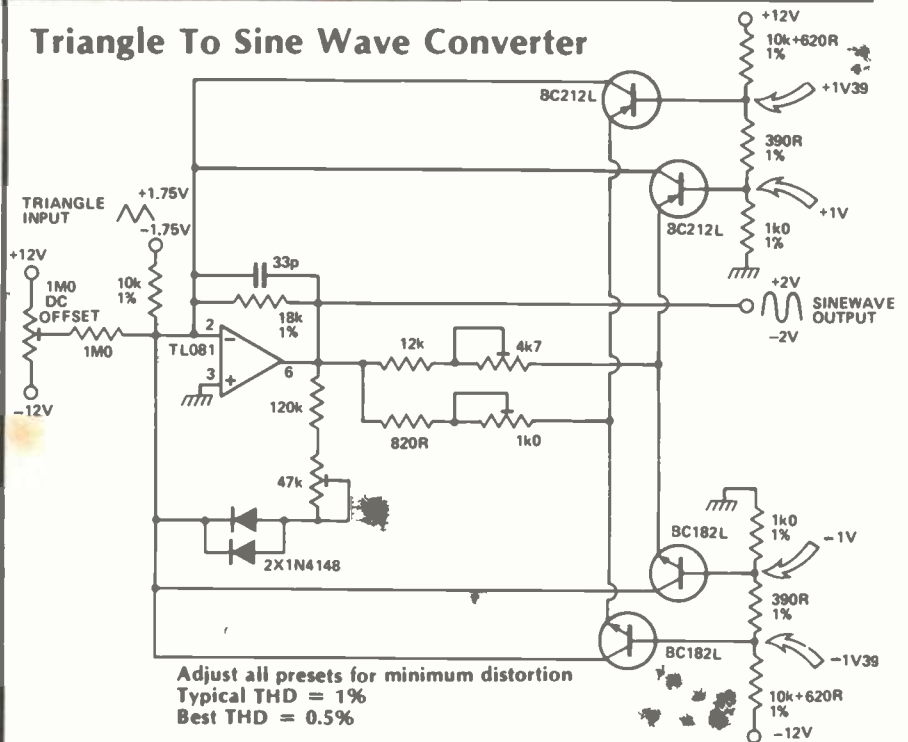 Triangle To Sine Wave Converter
+12V
10k+620R
1%
+1V39
BC212L
390R
1%
+1V
BC212L
1k0
1%
TRIANGLE
INPUT
+1.75V
-1.75V
+12V
1M0
DC
OFFSET
10k
1%
33p
18k
1%
+2V
SINEWAVE
OUTPUT
-2V
1M0
2
TL081
3
6
-12V
12k
4k7
120k
820R
1k0
47k
2X1N4148
1k0
1%
-1V
BC182L
390R
1%
BC182L
-1V39
10k+620R
1%
-12V
Adjust all presets for minimum distortion
Typical THD = 1%
Best THD = 0.5%